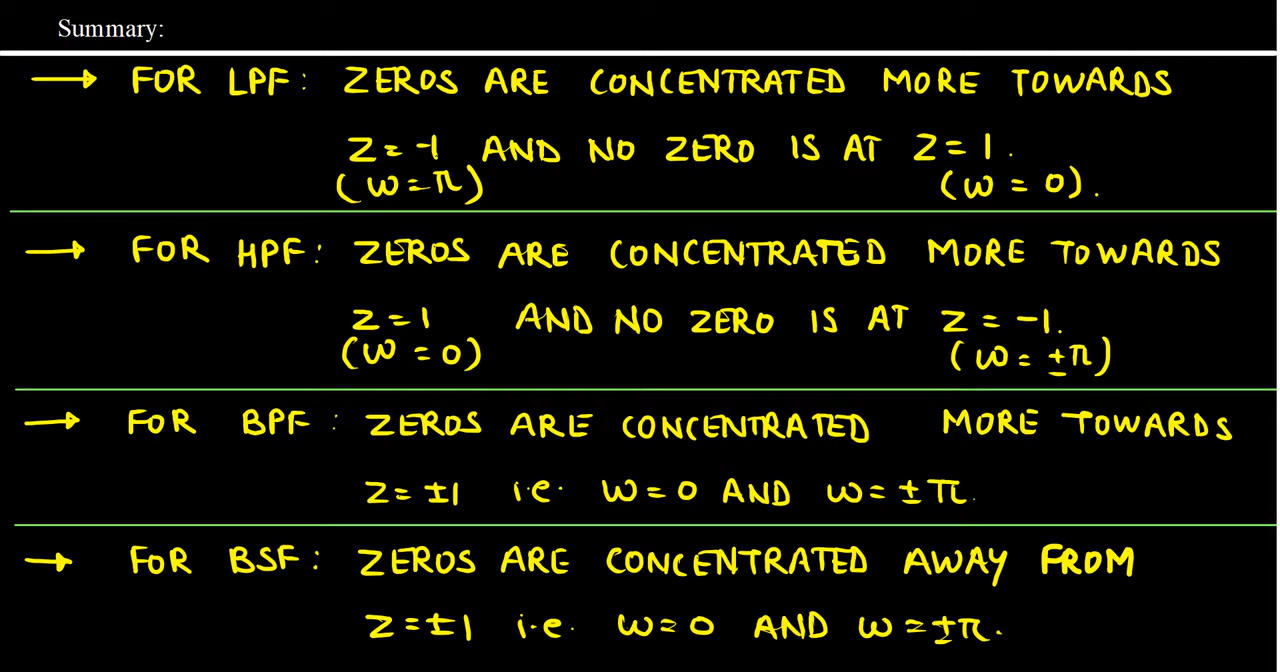 Summary:
→ FOR LPF: ZEROS ARE CONCENTRATED MORE TOWARDS
Z=-1 AND NO ZERO IS AT Z=1.
(ω=π) (ω=0).
→ FOR HPF: ZEROS ARE CONCENTRATED MORE TOWARDS
Z=1 AND NO ZERO IS AT Z=-1.
(ω=0) (ω=±π)
→ FOR BPF: ZEROS ARE CONCENTRATED MORE TOWARDS
Z=±1 i.e. ω=0 AND ω=±π.
→ FOR BSF: ZEROS ARE CONCENTRATED AWAY FROM
Z=±1 i.e. ω=0 AND ω=±π.